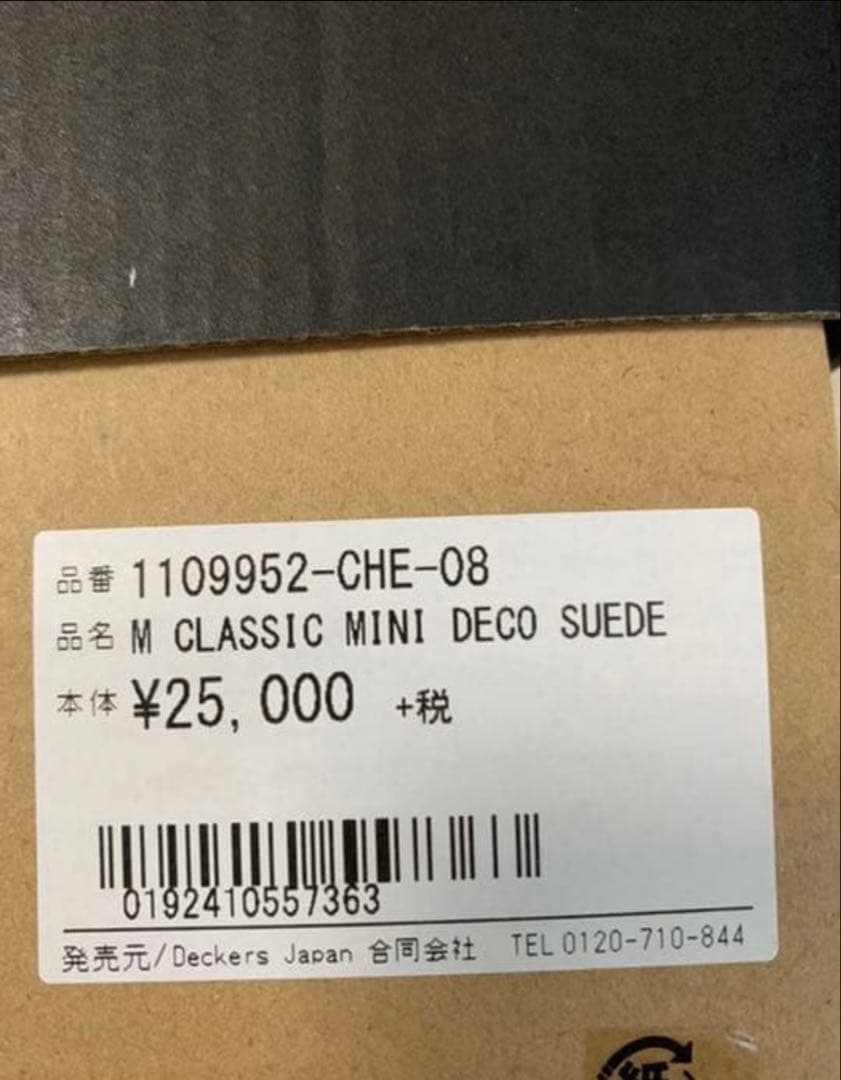 品番 1109952-CHE-08
品名 M CLASSIC MINI DECO SUEDE
本体 ¥25,000 +税
0192410557363
発売元/Deckers Japan 合同会社 TEL 0120-710-844
紙